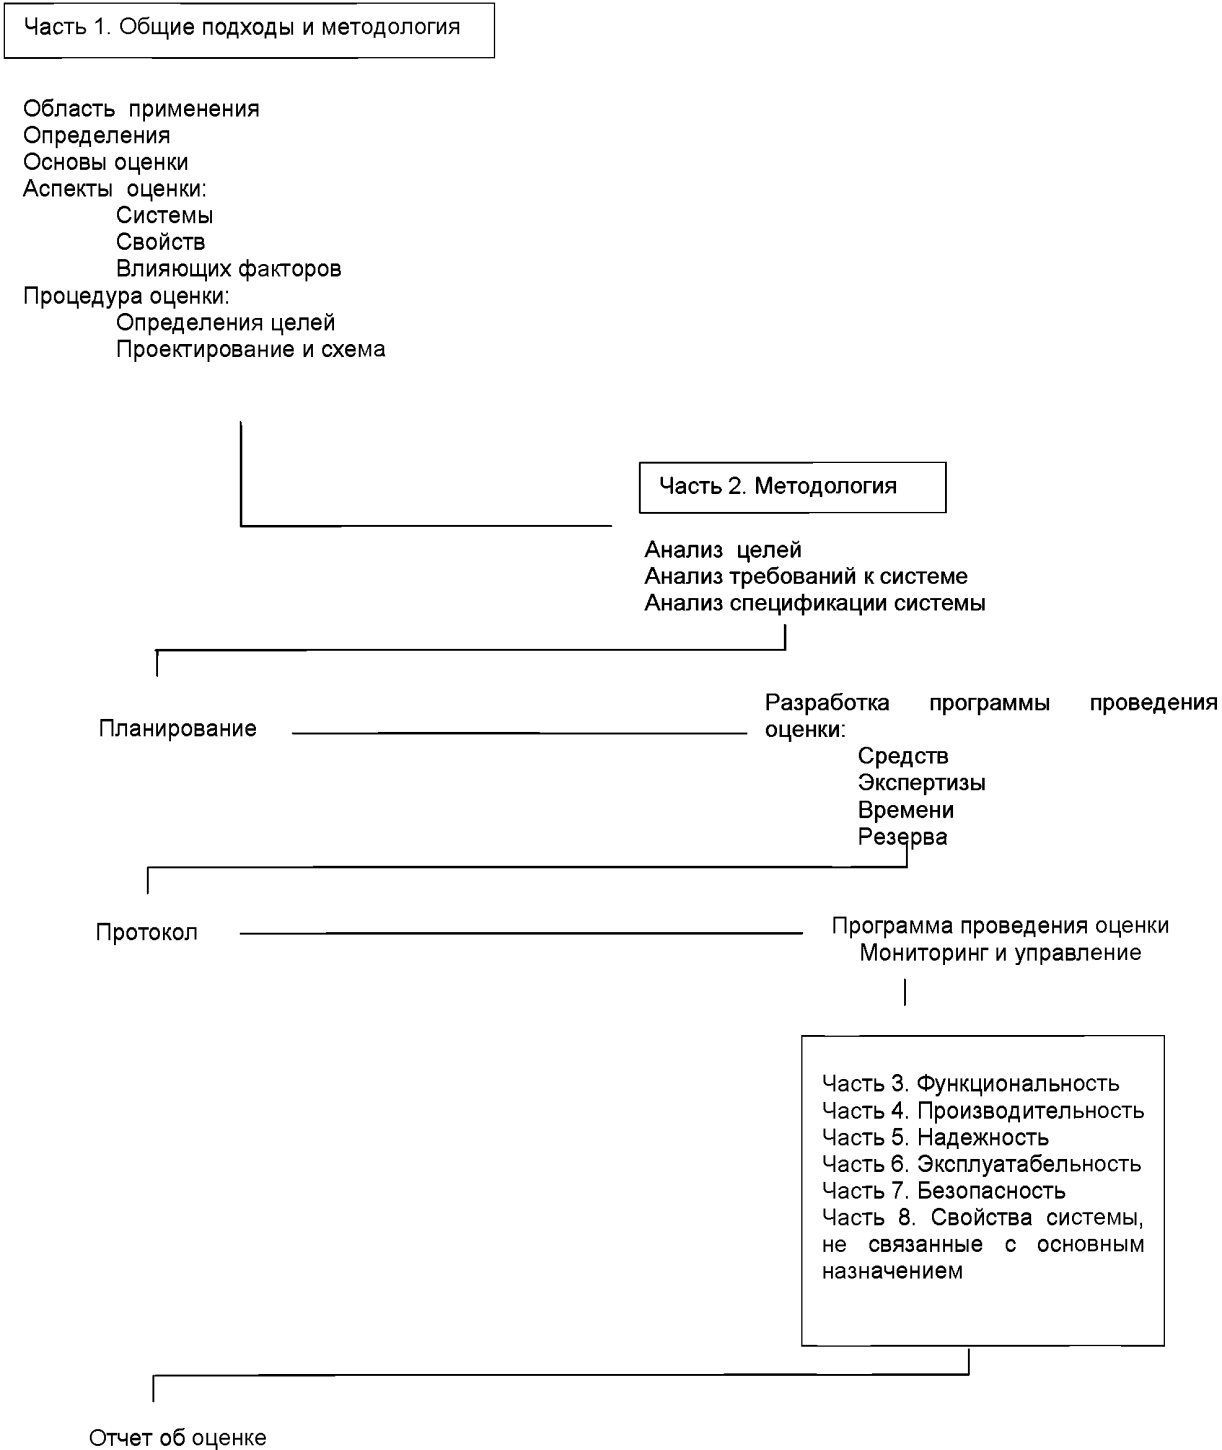 Часть 1. Общие подходы и методология
Область применения
Определения
Основы оценки
Аспекты оценки:
Системы
Свойств
Влияющих факторов
Процедура оценки:
Определения целей
Проектирование и схема
Часть 2. Методология
Анализ целей
Анализ требований к системе
Анализ спецификации системы
Планирование
Разработка программы проведения
оценки:
Средств
Экспертизы
Времени
Резерва
Протокол
Программа проведения оценки
Мониторинг и управление
Часть 3. Функциональность
Часть 4. Производительность
Часть 5. Надежность
Часть 6. Эксплуатабельность
Часть 7. Безопасность
Часть 8. Свойства системы,
не связанные с основным
назначением
Отчет об оценке